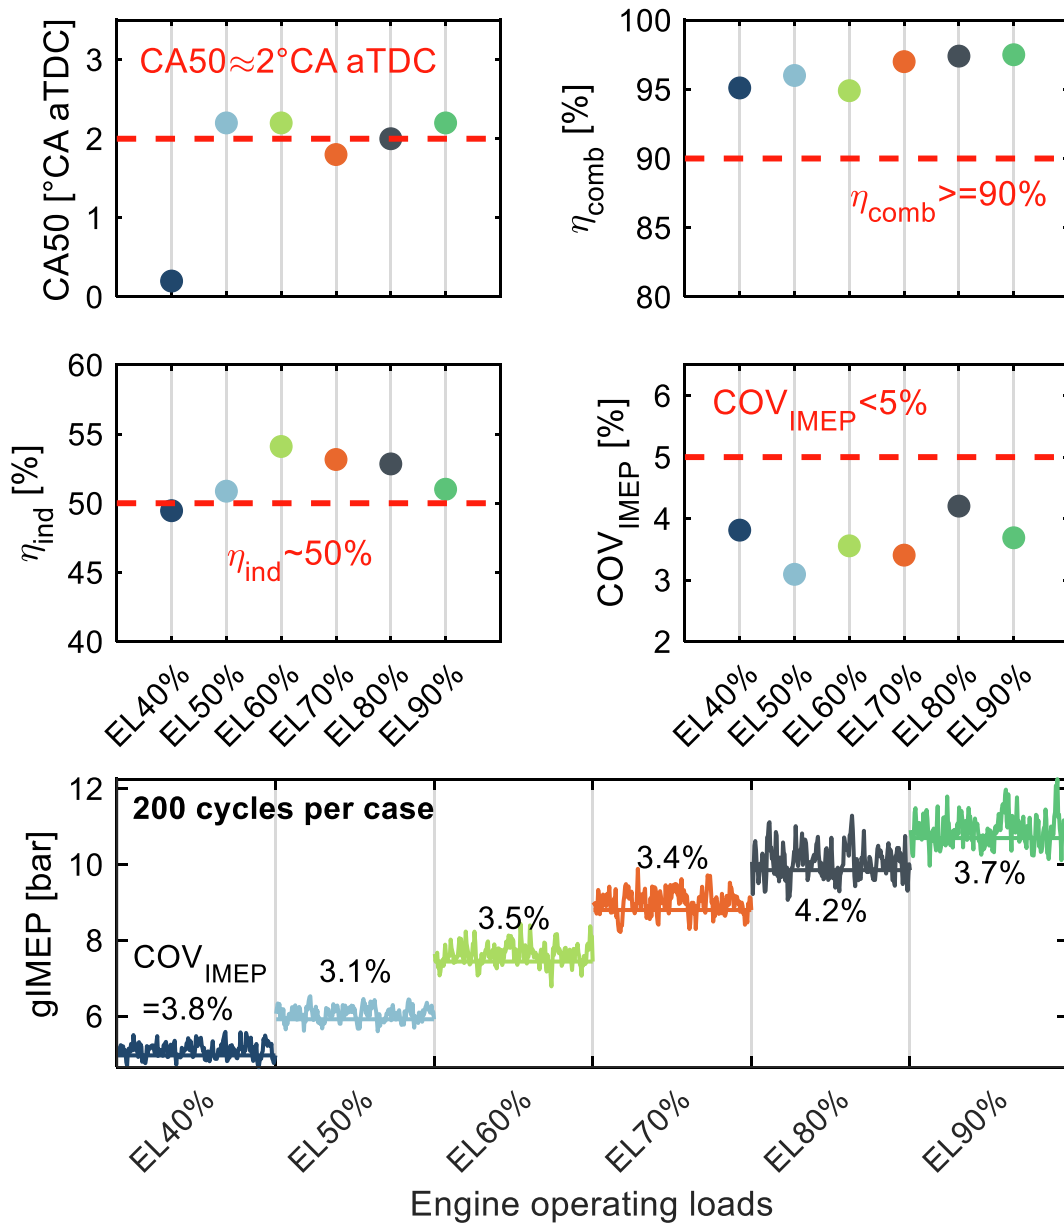 CA50 [°CA aTDC]
3
2
1
0
CA50≈2°CA aTDC
η_comb [%]
100
95
90
85
80
η_comb>=90%
η_ind [%]
60
55
50
45
40
η_ind~50%
EL40%
EL50%
EL60%
EL70%
EL80%
EL90%
COV_IMEP [%]
6
5
4
3
2
COV_IMEP<5%
EL40%
EL50%
EL60%
EL70%
EL80%
EL90%
gIMEP [bar]
12
10
8
6
200 cycles per case
COV_IMEP
=3.8%
3.1%
3.5%
3.4%
4.2%
3.7%
EL40%
EL50%
EL60%
EL70%
EL80%
EL90%
Engine operating loads